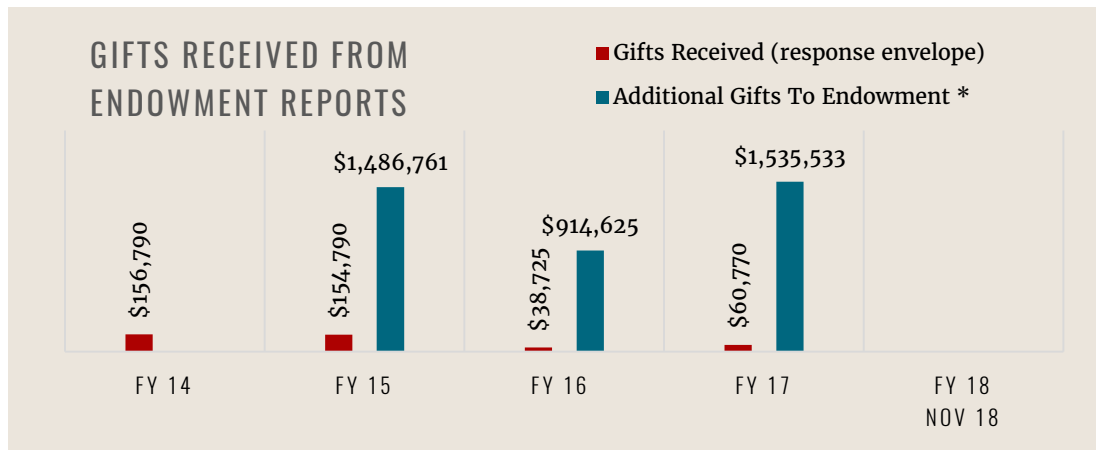 GIFTS RECEIVED FROM
ENDOWMENT REPORTS
Gifts Received (response envelope)
Additional Gifts To Endowment *
$156,790
$154,790
$1,486,761
$38,725
$914,625
$60,770
$1,535,533
FY 14
FY 15
FY 16
FY 17
FY 18
NOV 18